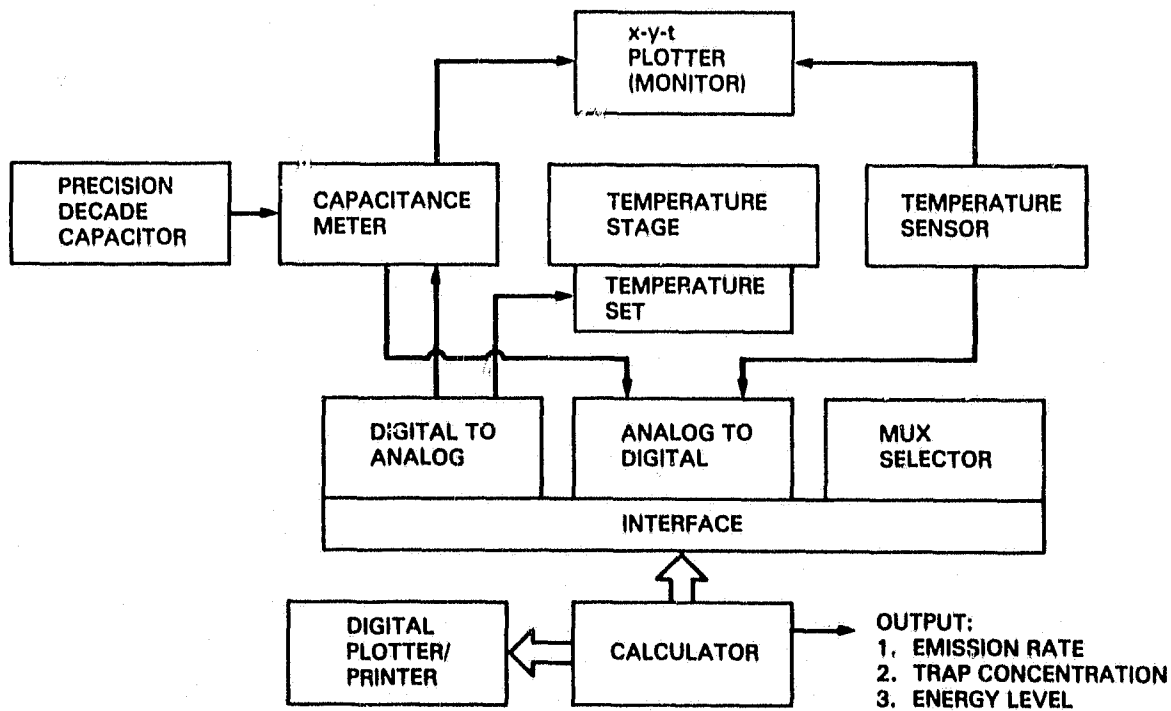 x-y-t
PLOTTER
(MONITOR)
PRECISION
DECADE
CAPACITOR
CAPACITANCE
METER
TEMPERATURE
STAGE
TEMPERATURE
SENSOR
TEMPERATURE
SET
DIGITAL TO
ANALOG
ANALOG TO
DIGITAL
MUX
SELECTOR
INTERFACE
DIGITAL
PLOTTER/
PRINTER
CALCULATOR
OUTPUT:
1. EMISSION RATE
2. TRAP CONCENTRATION
3. ENERGY LEVEL